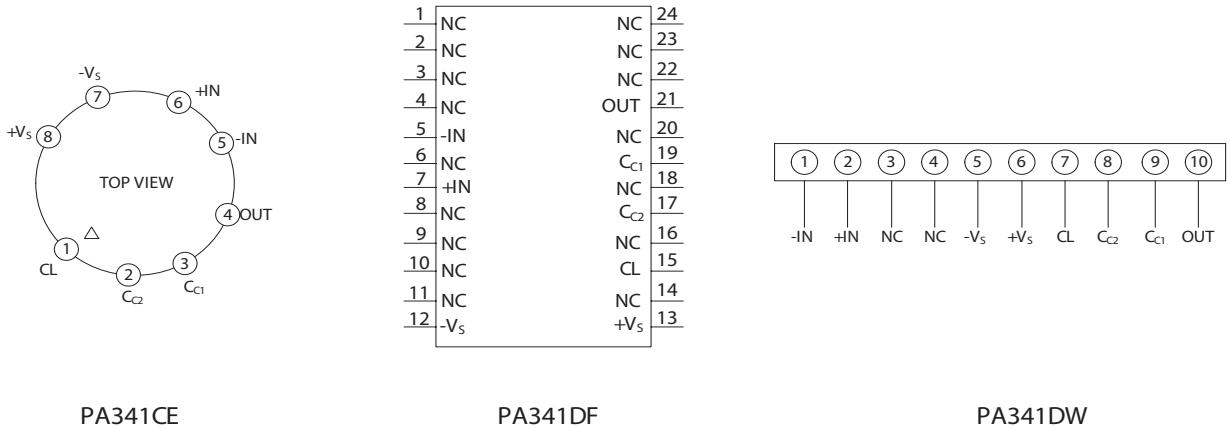 -VS
7
6
+IN
+VS
8
5
-IN
TOP VIEW
4
OUT
1
CL
2
CC2
3
CC1
PA341CE
1 NC
2 NC
3 NC
4 NC
5 -IN
6 NC
7 +IN
8 NC
9 NC
10 NC
11 NC
12 -VS
NC 24
NC 23
NC 22
OUT 21
NC 20
CC1 19
NC 18
CC2 17
NC 16
CL 15
NC 14
+VS 13
PA341DF
1 2 3 4 5 6 7 8 9 10
-IN +IN NC NC -VS +VS CL CC2 CC1 OUT
PA341DW